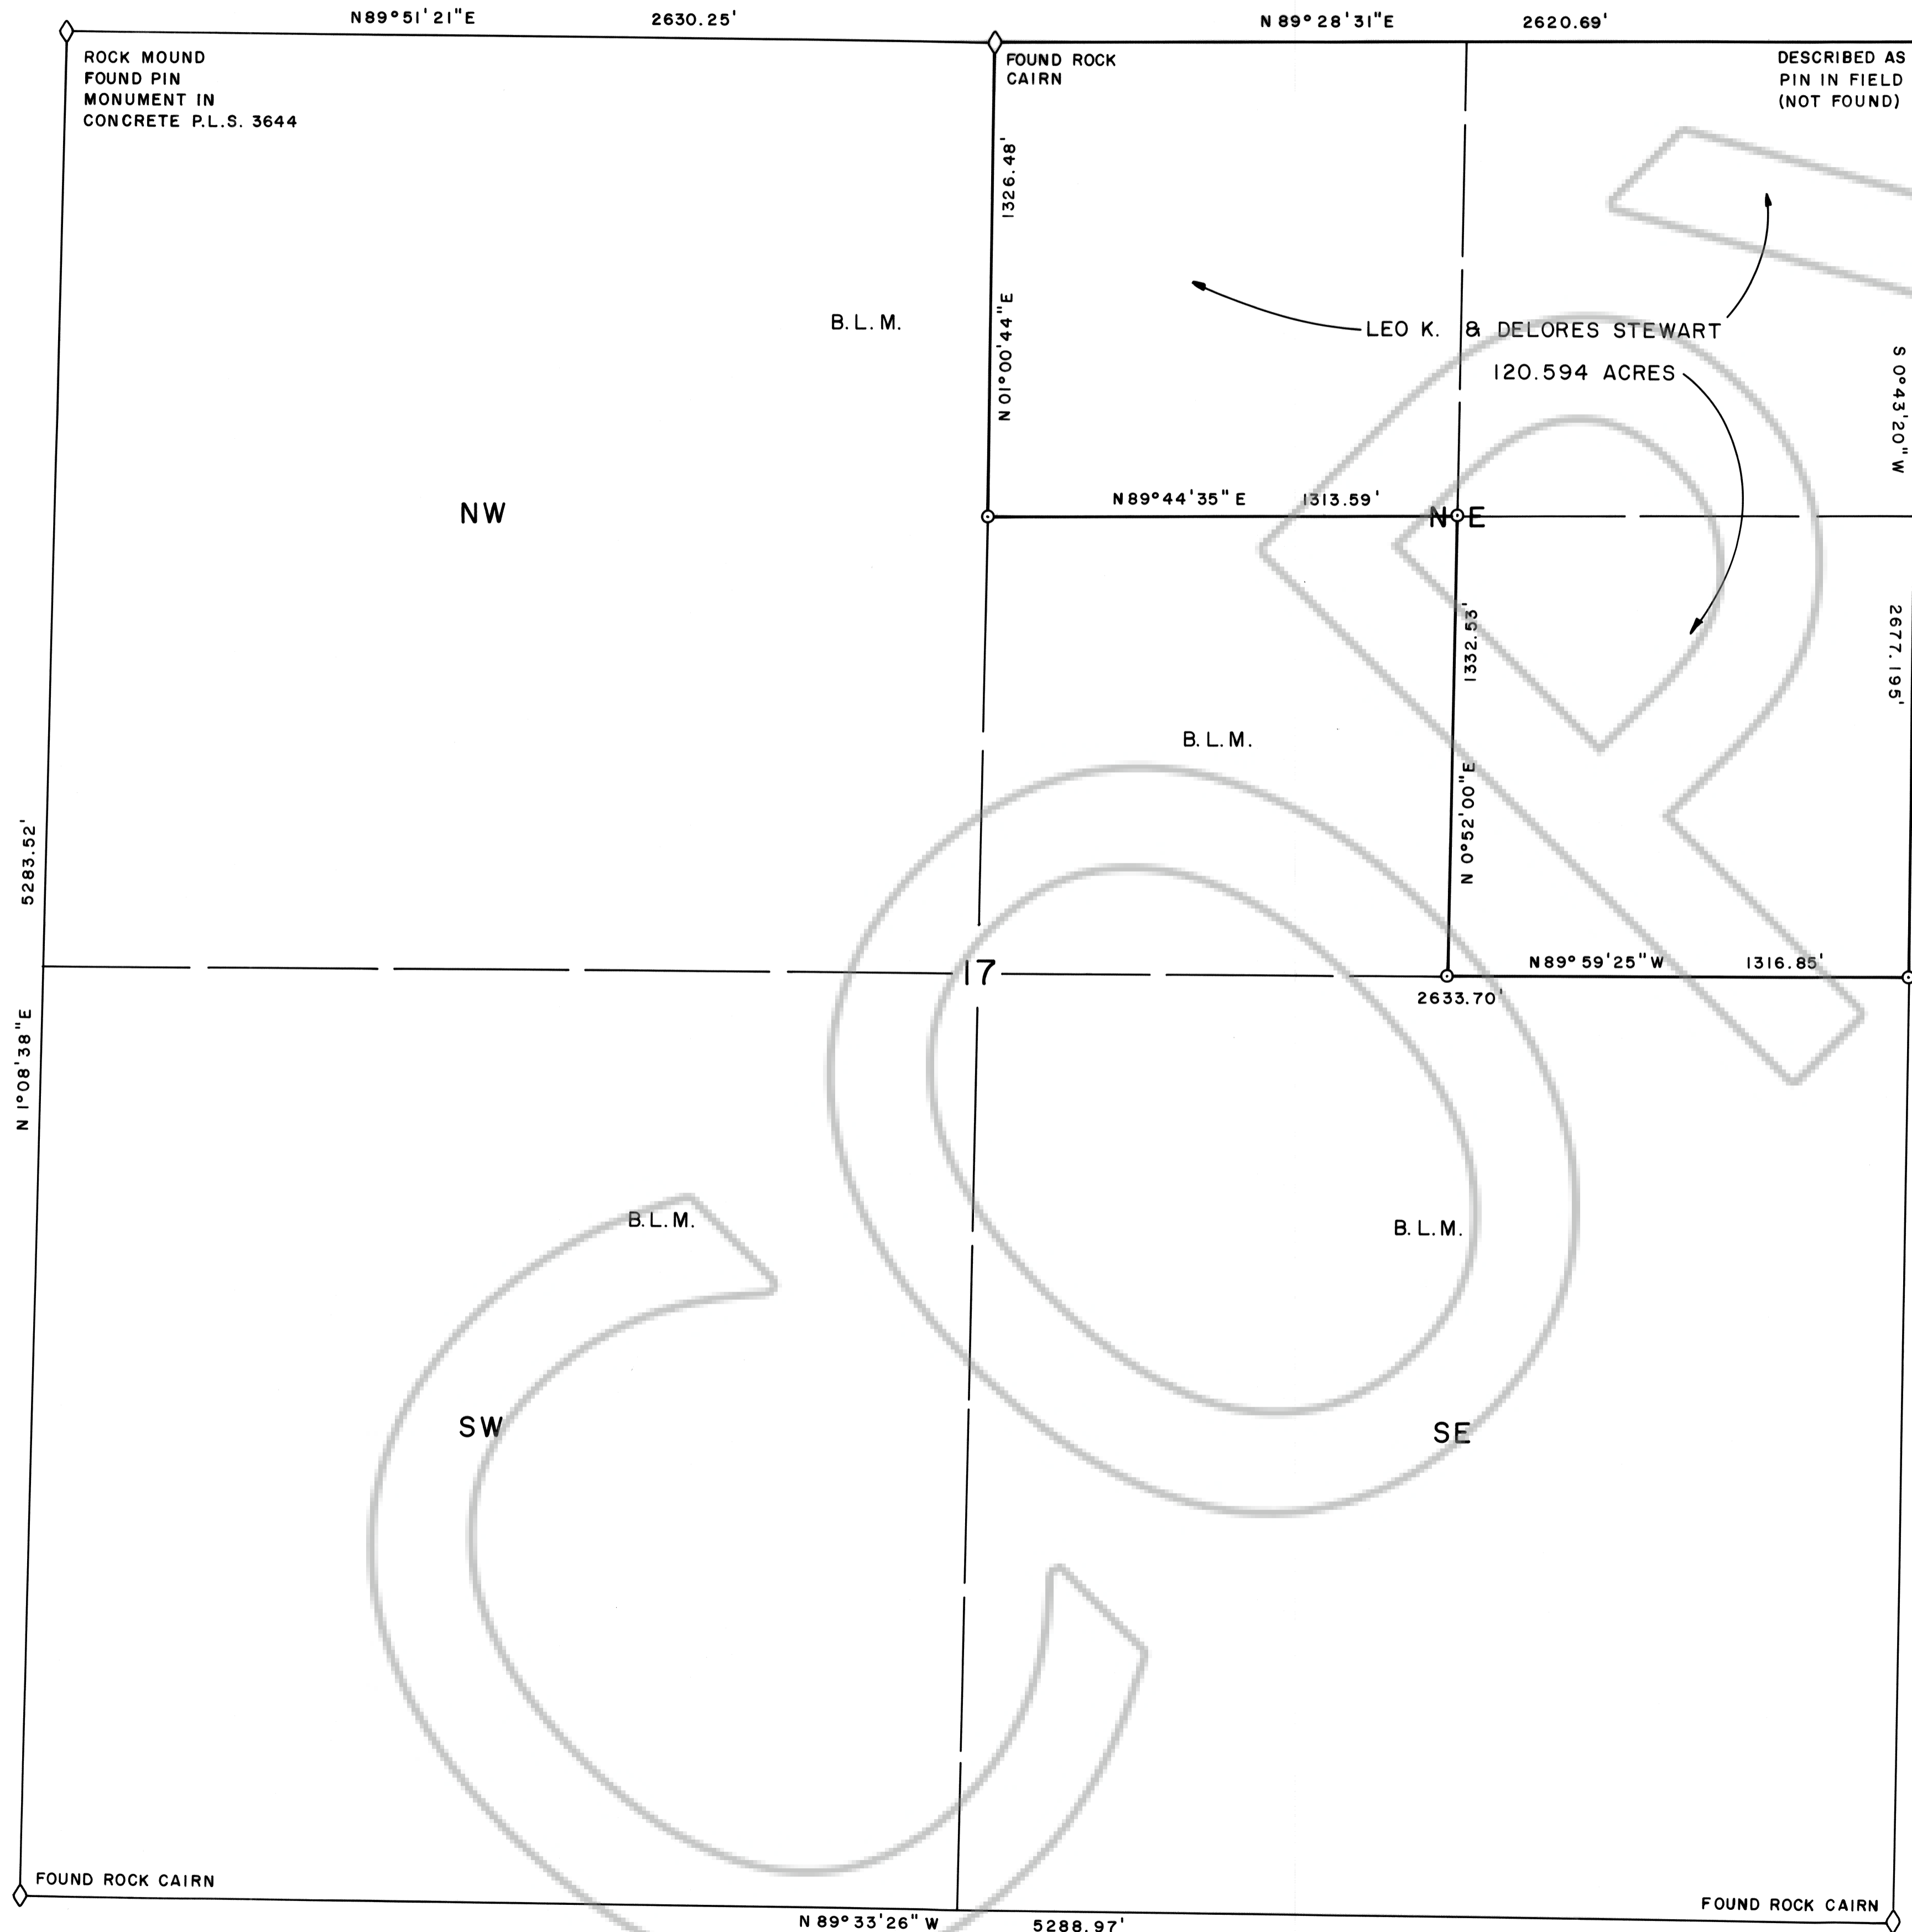 N89°51'21"E 2630.25' N89°28'31"E 2620.69'
ROCK MOUND
FOUND PIN
MONUMENT IN
CONCRETE P.L.S. 3644
FOUND ROCK
CAIRN
DESCRIBED AS
PIN IN FIELD
(NOT FOUND)
1326.48'
N 01°00'44"E
B.L.M.
LEO K. & DELORES STEWART
120.594 ACRES
S 0°43'20" W
2677.1195'
NW
N89°44'35" E 1313.59'
NE
1332.53'
N 0°52'00"E
B.L.M.
5283.52'
N 1°08'38"E
17
N89°59'25"W 1316.85'
2633.70'
B.L.M.
B.L.M.
SW
SE
FOUND ROCK CAIRN
FOUND ROCK CAIRN
N 89°33'26" W 5288.97'
COP